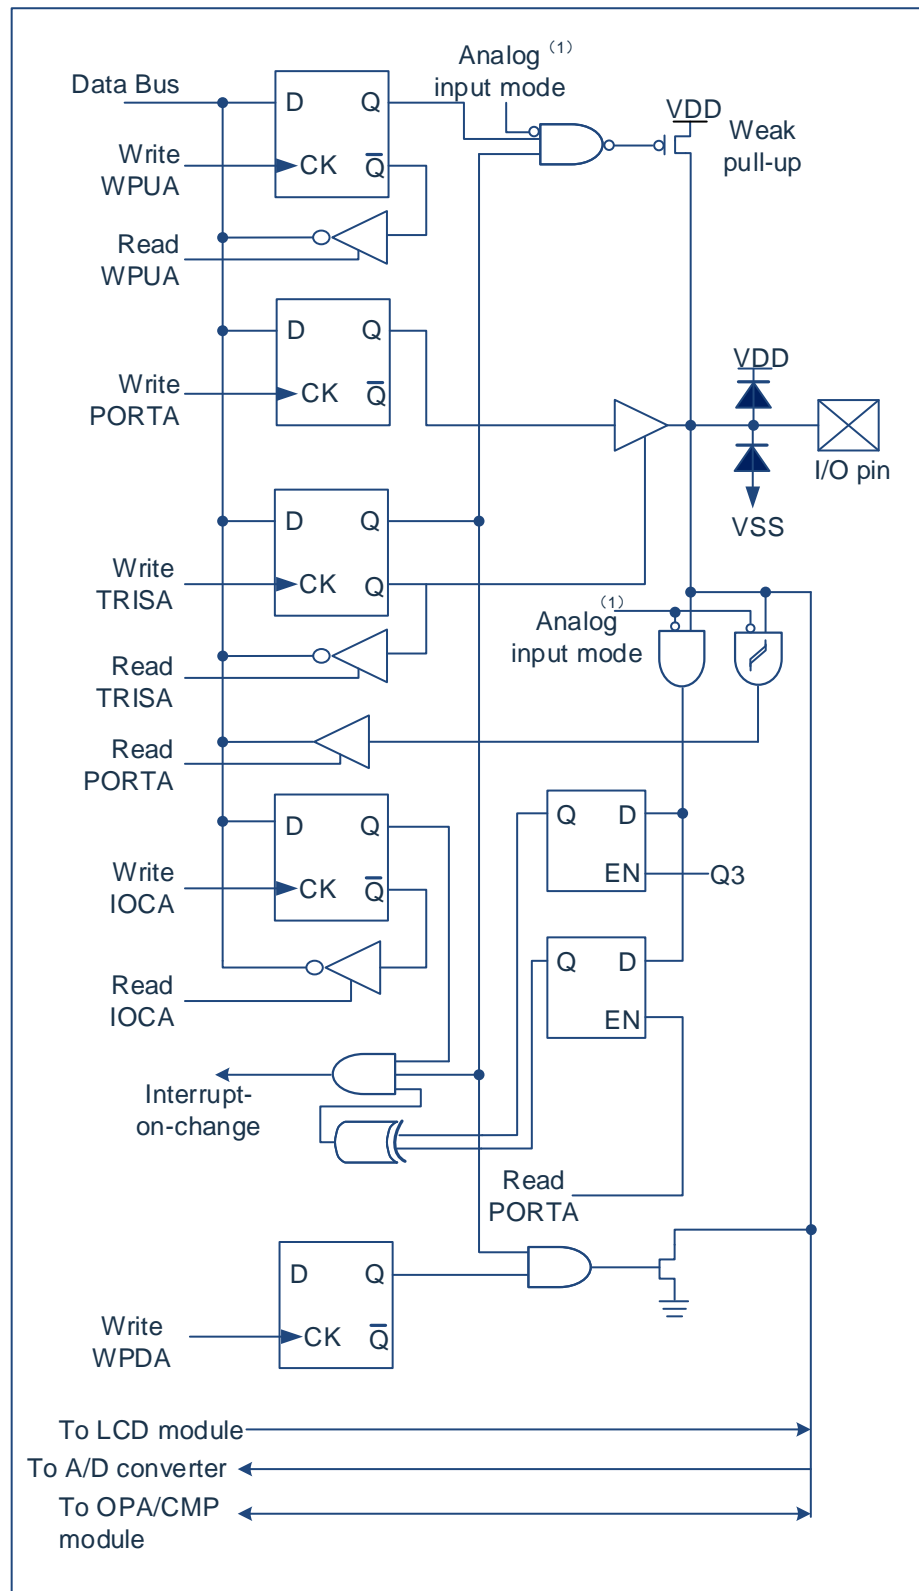 Data Bus
D
Q
Analog (1)
input mode
VDD
Weak
pull-up
Write
WPUA
CK
Q
Read
WPUA
D
Q
Write
PORTA
CK
Q
VDD
I/O pin
VSS
D
Q
Write
TRISA
CK
Q
Analog (1)
input mode
Read
TRISA
Read
PORTA
D
Q
Write
IOCA
CK
Q
Q
D
EN
Q3
Read
IOCA
Q
D
EN
Interrupt-
on-change
Read
PORTA
D
Q
Write
WPDA
CK
Q
To LCD module
To A/D converter
To OPA/CMP
module